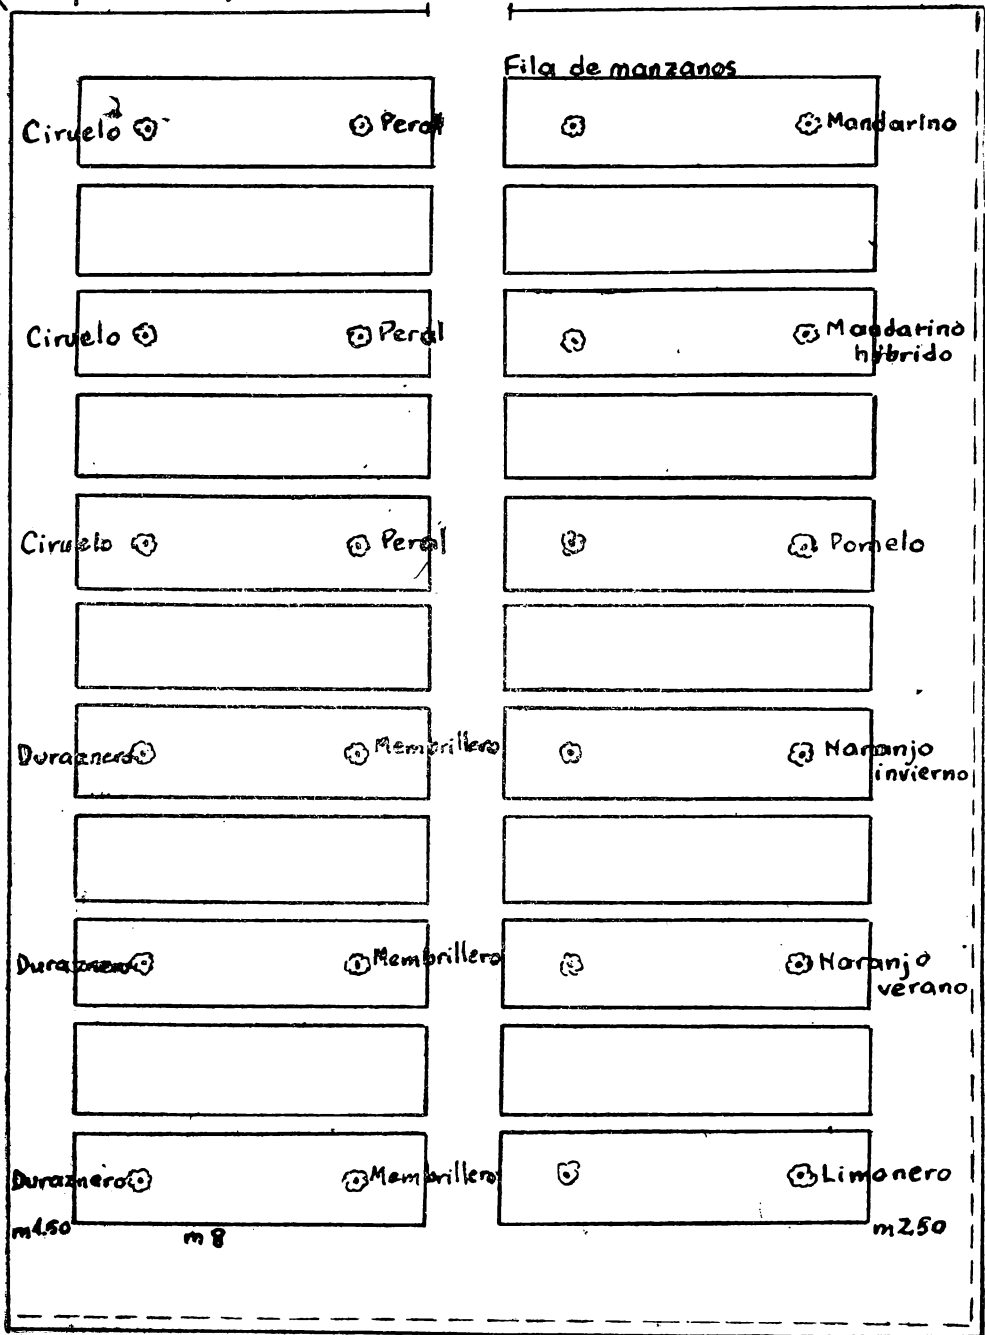 Fila de manzanos
Ciruelo Peral Mandarino
Ciruelo Peral Mandarino
híbrido
Ciruelo Peral Pomelo
Duraznero Membrillero Naranjo
invierno
Duraznero Membrillero Naranjo
verano
Duraznero Membrillero Limonero
m1.50 m 8 m2.50